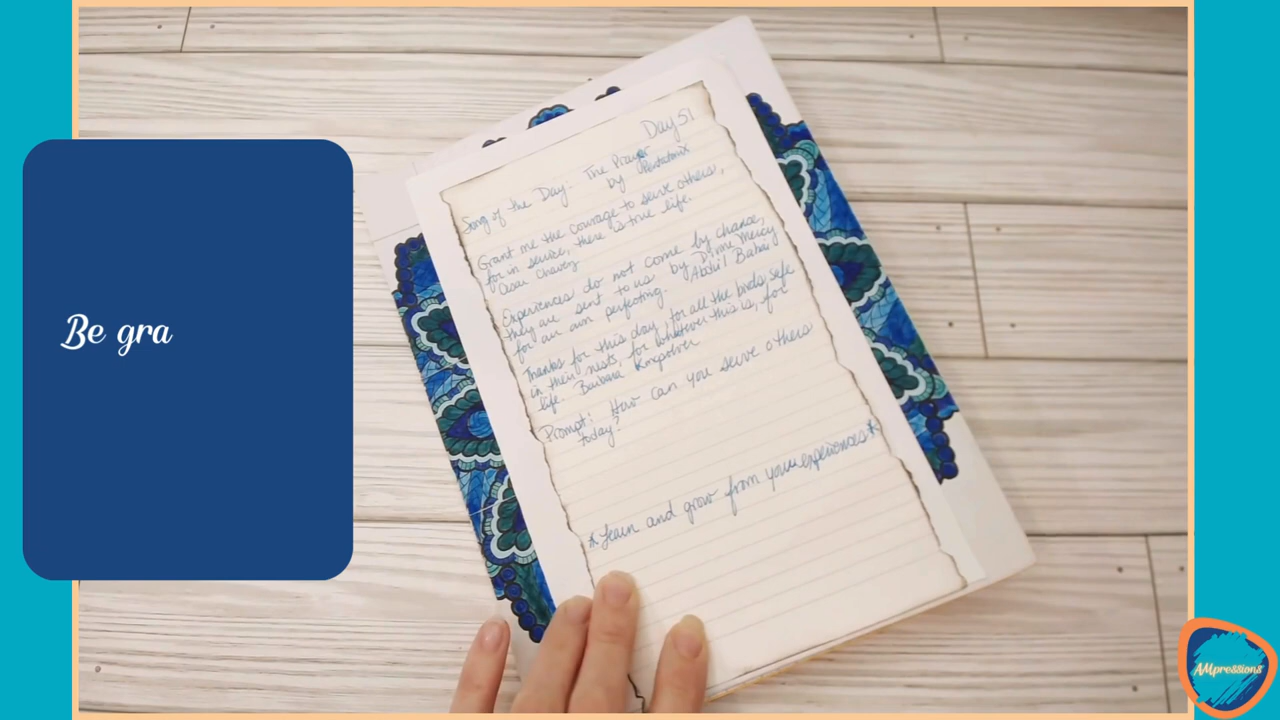 Be gra
Day 51
Song of the Day: The Prayer
by Pentatonix
Grant me the courage to serve others,
for in service, there is true life.
Cesar Chavez
Experiences do not come by chance,
they are sent to us by Divine Mercy
for our own perfecting. Abdu'l Baha
Thanks for this day, for all the birds safe
in their nests, for whatever this is, for
life. Barbara Kingsolver
Prompt: How can you serve others
today?
*Learn and grow from your experiences*
AMpressions